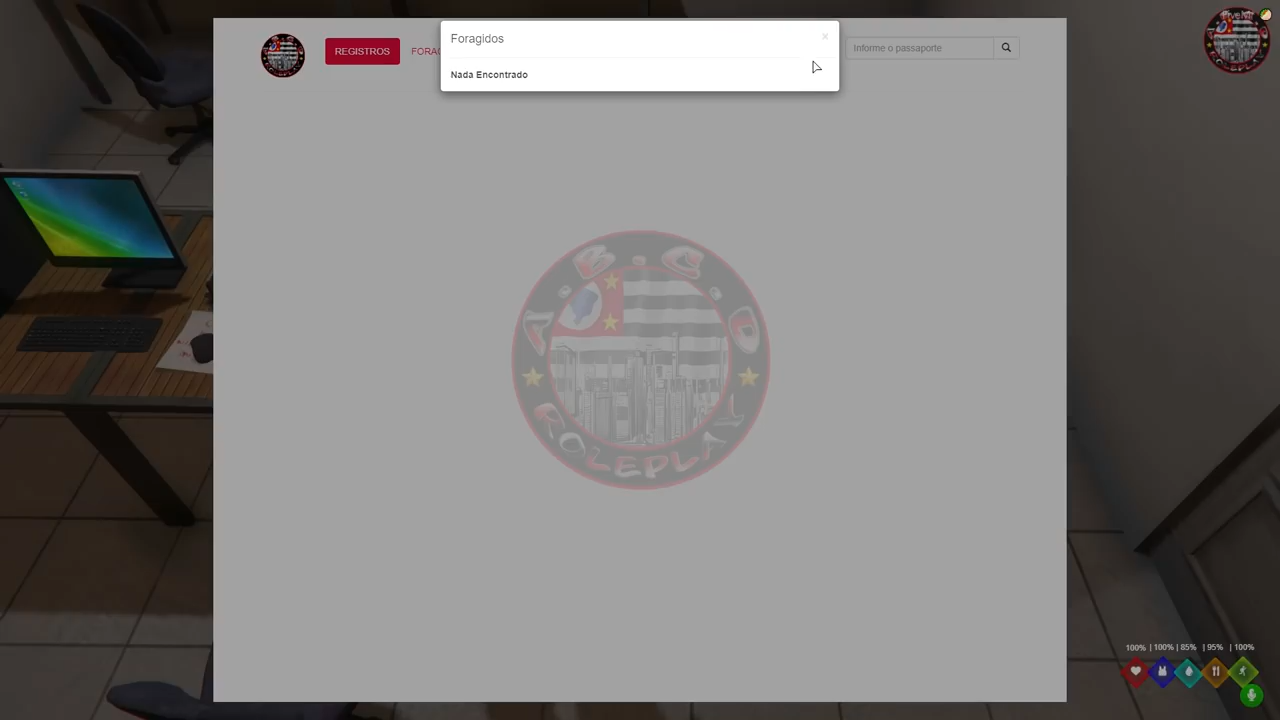 Foragidos
×
REGISTROS
FORAG
Informe o passaporte
Nada Encontrado
A.B.C.D
ROLEPLAY
100% | 100% | 85% | 95% | 100%